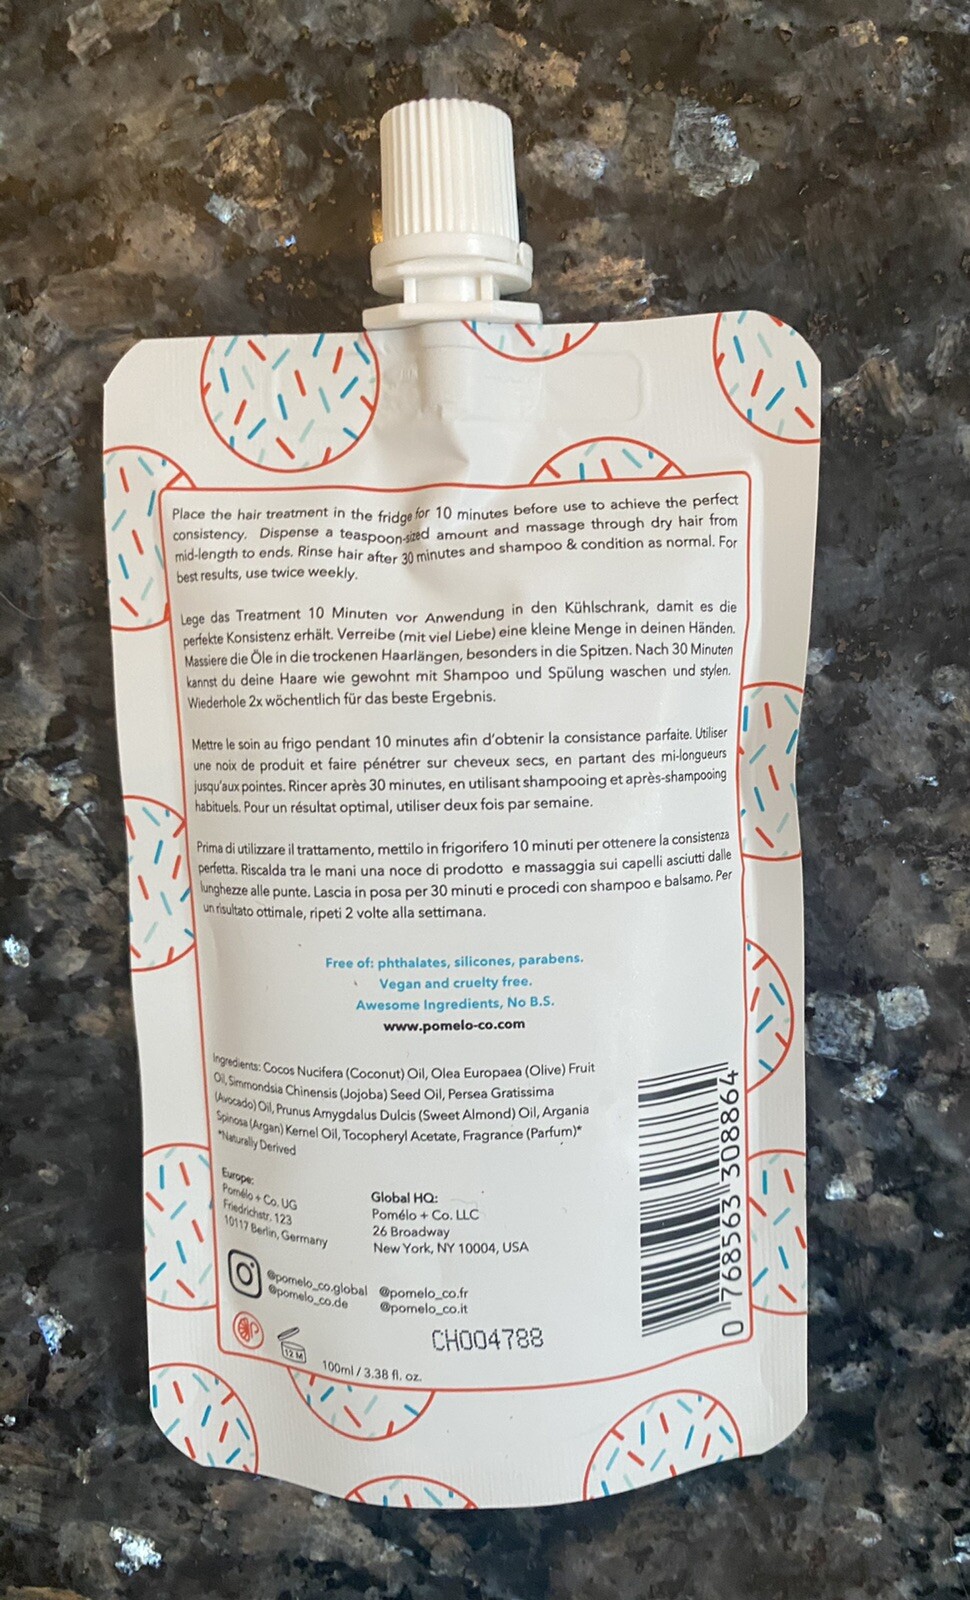 Place the hair treatment in the fridge for 10 minutes before use to achieve the perfect
consistency. Dispense a teaspoon-sized amount and massage through dry hair from
mid-length to ends. Rinse hair after 30 minutes and shampoo & condition as normal. For
best results, use twice weekly.
Lege das Treatment 10 Minuten vor Anwendung in den Kühlschrank, damit es die
perfekte Konsistenz erhält. Verreibe (mit viel Liebe) eine kleine Menge in deinen Händen.
Massiere die Öle in die trockenen Haarlängen, besonders in die Spitzen. Nach 30 Minuten
kannst du deine Haare wie gewohnt mit Shampoo und Spülung waschen und stylen.
Wiederhole 2x wöchentlich für das beste Ergebnis.
Mettre le soin au frigo pendant 10 minutes afin d'obtenir la consistance parfaite. Utiliser
une noix de produit et faire pénétrer sur cheveux secs, en partant des mi-longueurs
jusqu'aux pointes. Rincer après 30 minutes, en utilisant shampooing et après-shampooing
habituels. Pour un résultat optimal, utiliser deux fois par semaine.
Prima di utilizzare il trattamento, mettilo in frigorifero 10 minuti per ottenere la consistenza
perfetta. Riscalda tra le mani una noce di prodotto e massaggia sui capelli asciutti dalle
lunghezze alle punte. Lascia in posa per 30 minuti e procedi con shampoo e balsamo. Per
un risultato ottimale, ripeti 2 volte alla settimana.
Free of: phthalates, silicones, parabens.
Vegan and cruelty free.
Awesome Ingredients, No B.S.
www.pomelo-co.com
Ingredients: Cocos Nucifera (Coconut) Oil, Olea Europaea (Olive) Fruit
Oil, Simmondsia Chinensis (Jojoba) Seed Oil, Persea Gratissima
(Avocado) Oil, Prunus Amygdalus Dulcis (Sweet Almond) Oil, Argania
Spinosa (Argan) Kernel Oil, Tocopheryl Acetate, Fragrance (Parfum)*
*Naturally Derived
Europe:
Pomélo + Co. UG
Friedrichstr. 123
10117 Berlin, Germany
Global HQ:
Pomélo + Co. LLC
26 Broadway
New York, NY 10004, USA
@pomelo_co.global @pomelo_co.fr
@pomelo_co.de @pomelo_co.it
CH004788
12 M
100ml / 3.38 fl. oz.
0 768563 308864